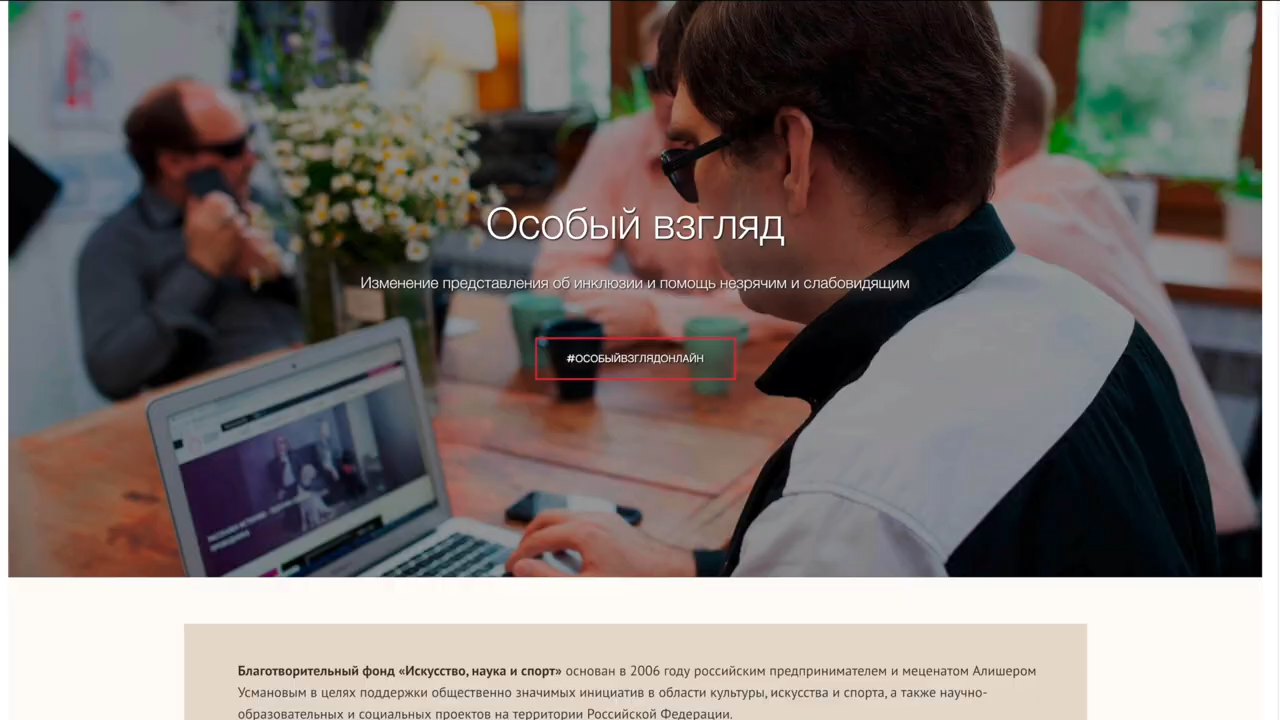 Особый взгляд
Изменение представления об инклюзии и помощь незрячим и слабовидящим
#ОСОБЫЙВЗГЛЯДОНЛАЙН
Благотворительный фонд «Искусство, наука и спорт» основан в 2006 году российским предпринимателем и меценатом Алишером
Усмановым в целях поддержки общественно значимых инициатив в области культуры, искусства и спорта, а также научно-
образовательных и социальных проектов на территории Российской Федерации.